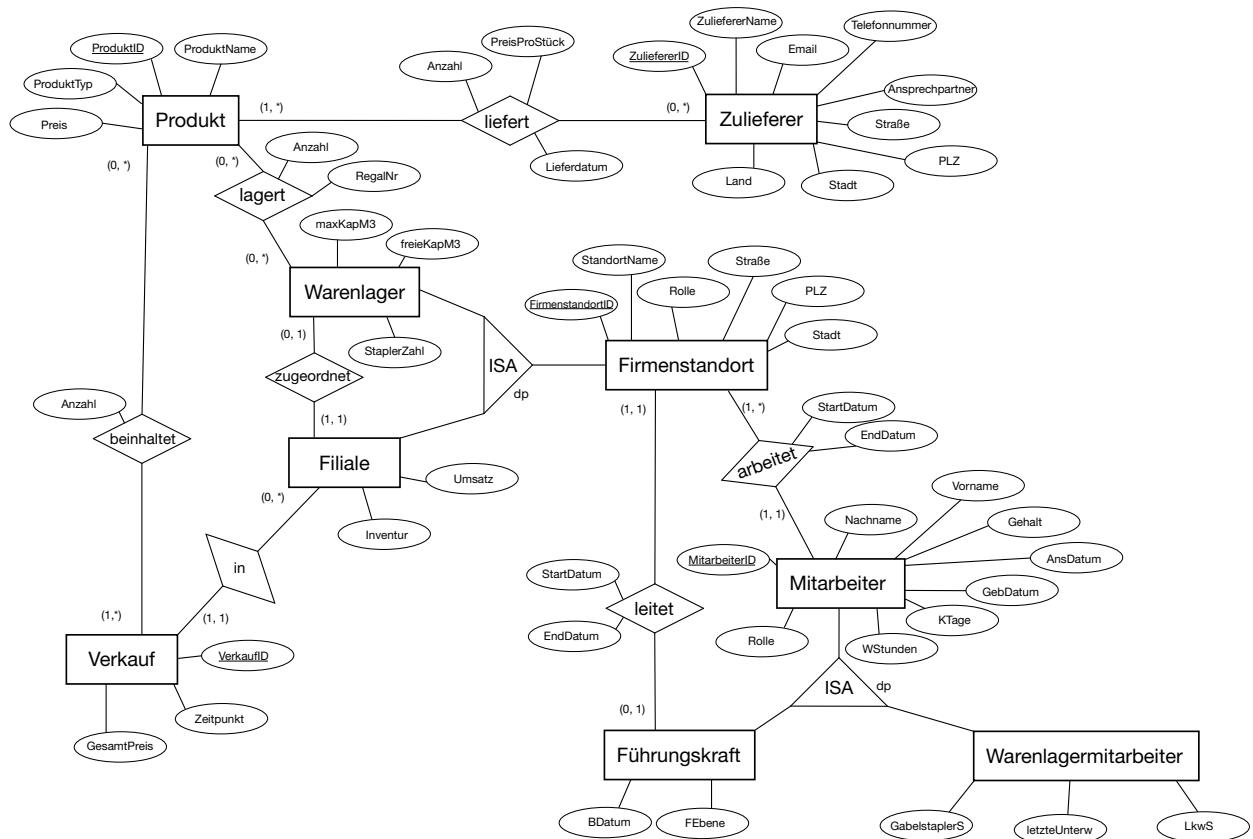 ZuliefererName
Telefonnummer
ProduktID
ProduktName
PreisProStück
Email
ZuliefererID
Anzahl
ProduktTyp
Ansprechpartner
Preis
Produkt
(1, *)
liefert
(0, *)
Zulieferer
Straße
(0, *)
(0, *)
Anzahl
Lieferdatum
PLZ
RegalNr
Land
Stadt
lagert
maxKapM3
freieKapM3
(0, *)
StandortName
Straße
Rolle
PLZ
Warenlager
FirmenstandortID
(0, 1)
StaplerZahl
Stadt
ISA
Firmenstandort
zugeordnet
dp
Anzahl
(1, 1)
(1, 1)
(1, *)
StartDatum
EndDatum
beinhaltet
Filiale
arbeitet
Umsatz
(0, *)
Vorname
(1, 1)
Nachname
Gehalt
Inventur
MitarbeiterID
AnsDatum
in
StartDatum
Mitarbeiter
GebDatum
leitet
(1,*)
(1, 1)
EndDatum
KTage
Rolle
WStunden
Verkauf
VerkaufID
ISA
dp
Zeitpunkt
(0, 1)
GesamtPreis
Führungskraft
Warenlagermitarbeiter
BDatum
FEbene
GabelstaplerS
letzteUnterw
LkwS